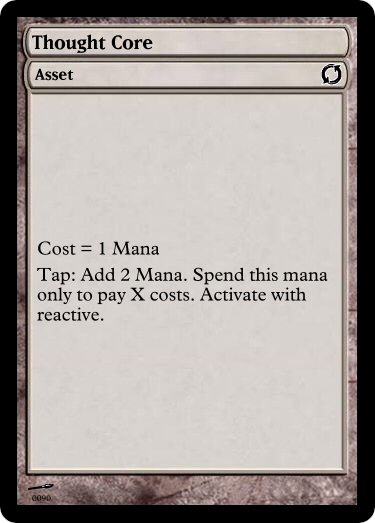 Thought Core
Asset
Cost = 1 Mana
Tap: Add 2 Mana. Spend this mana
only to pay X costs. Activate with
reactive.
0090